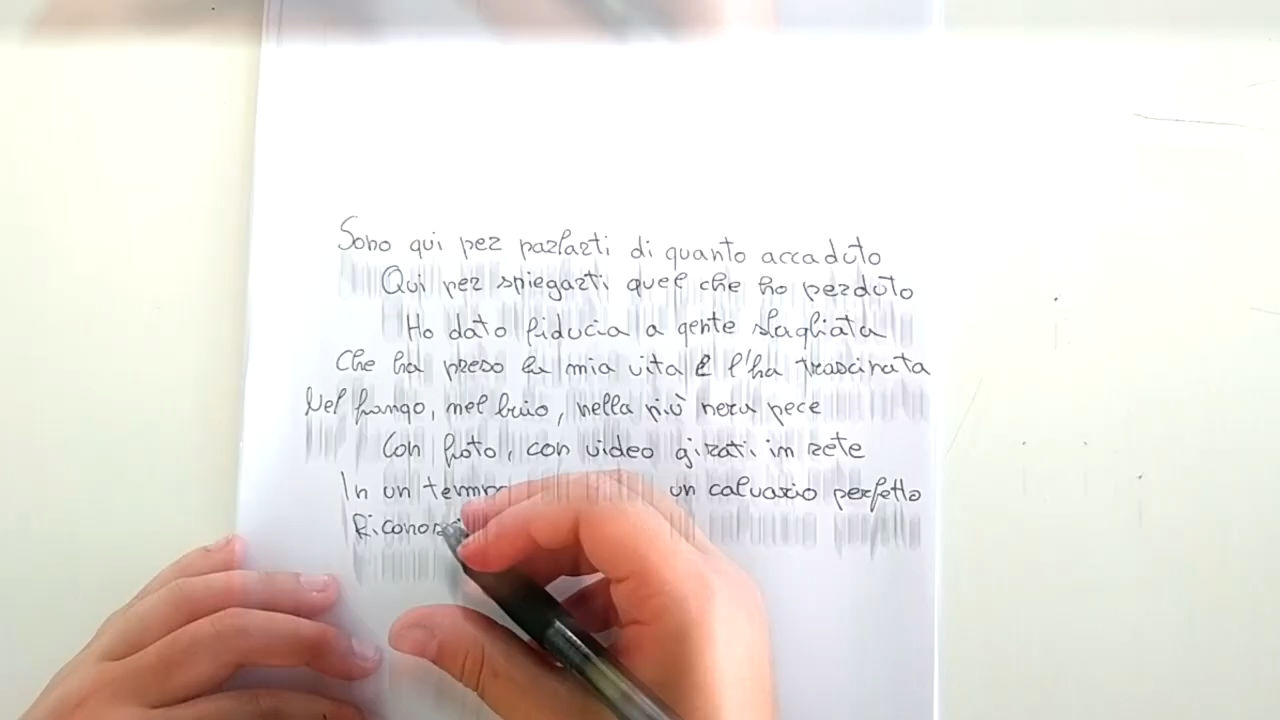 Sono qui per parlarti di quanto accaduto
Qui per spiegarti quel che ho perduto
Ho dato fiducia a gente sbagliata
Che ha preso la mia vita e l'ha trascinata
Nel fango, nel buio, nella più nera pece
Con foto, con video girati in rete
In un un calvario perfetto